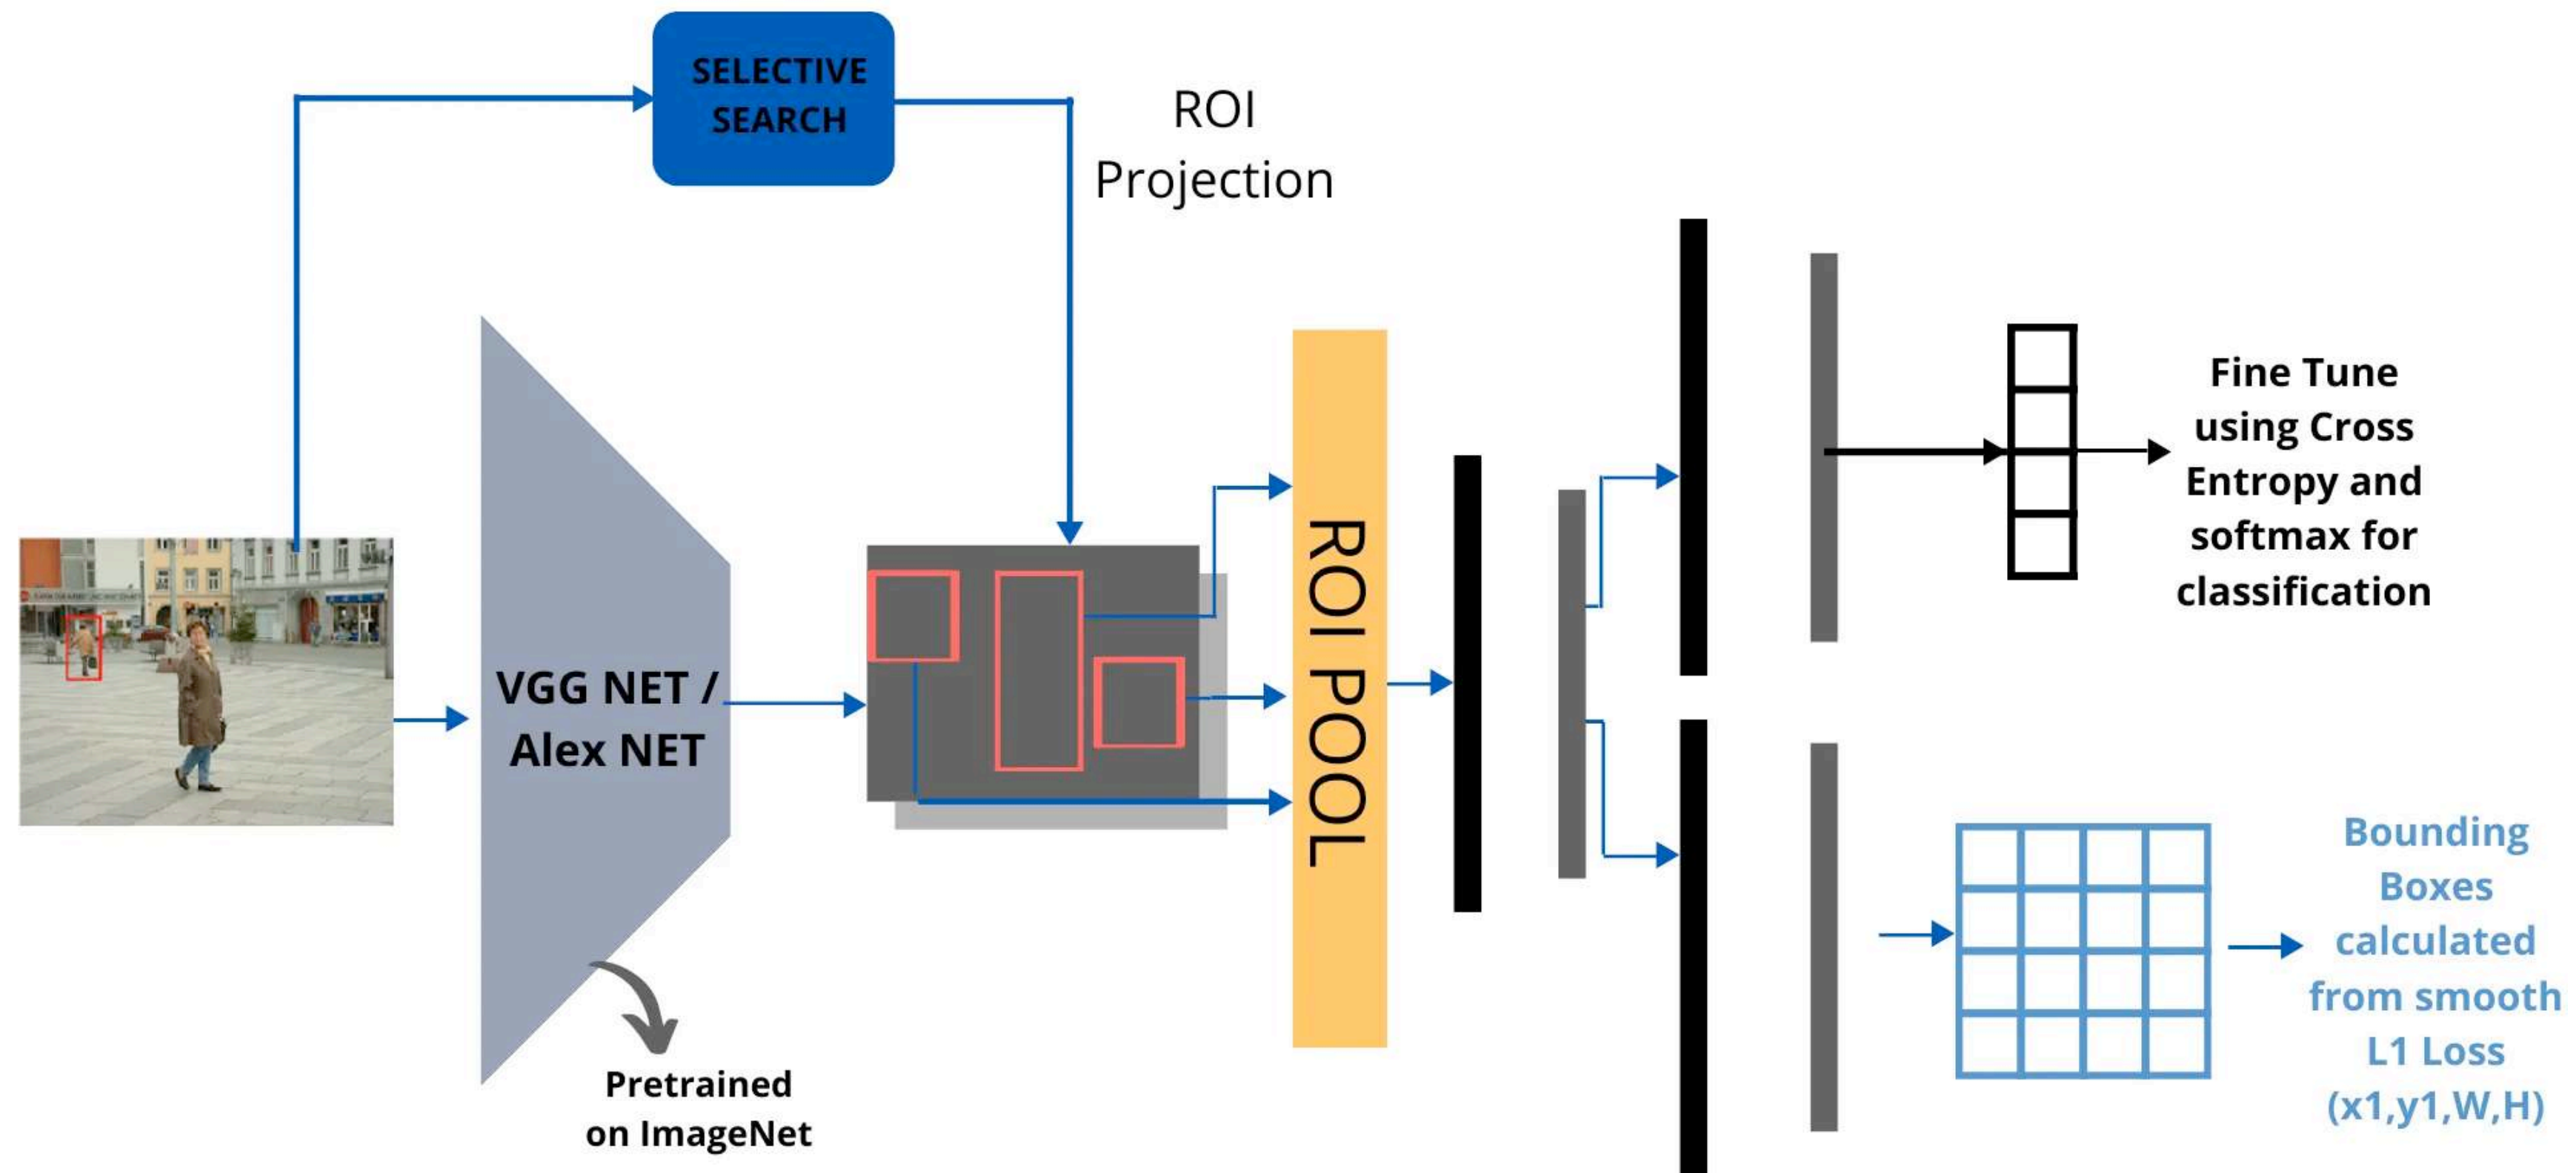 SELECTIVE
SEARCH
ROI
Projection
VGG NET /
Alex NET
Pretrained
on ImageNet
ROI POOL
Fine Tune
using Cross
Entropy and
softmax for
classification
Bounding
Boxes
calculated
from smooth
L1 Loss
(x1,y1,W,H)